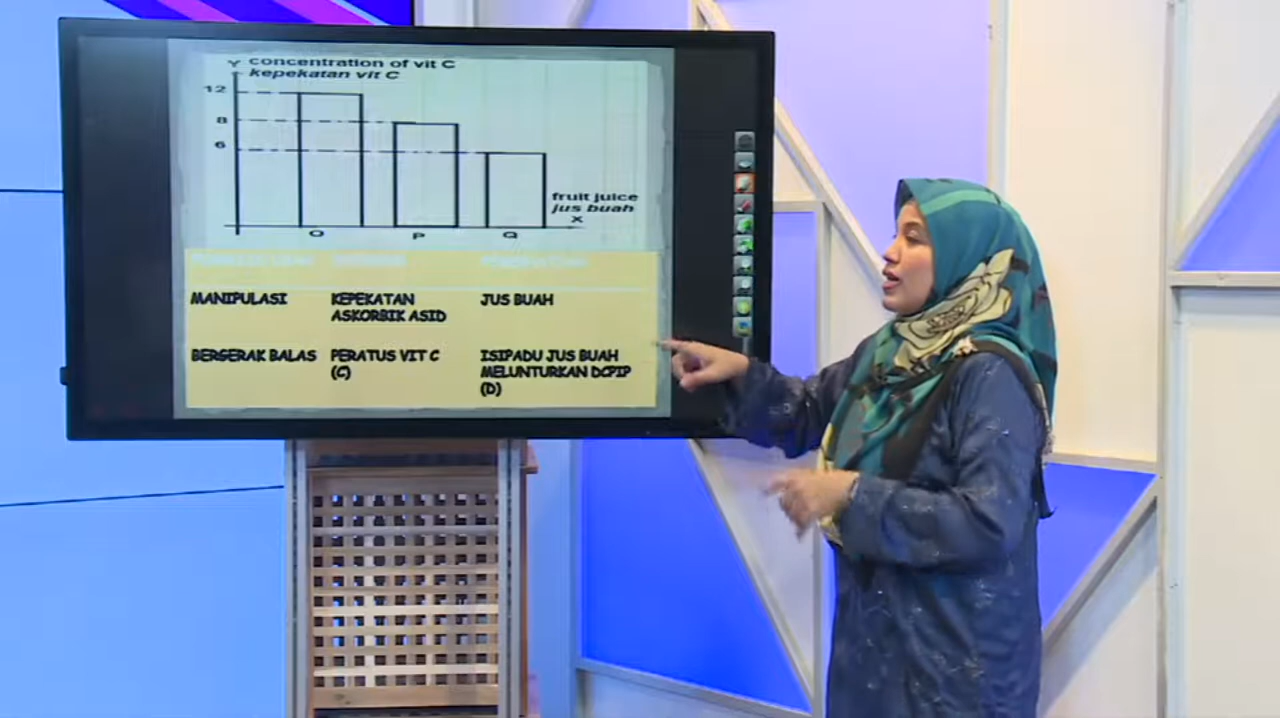 Y concentration of vit C
kepekatan vit C
12
8
6
fruit juice
jus buah
X
O P Q
MANIPULASI KEPEKATAN ASKORBIK ASID JUS BUAH
BERGERAK BALAS PERATUS VIT C (C) ISIPADU JUS BUAH MELUNTURKAN DCPIP (D)